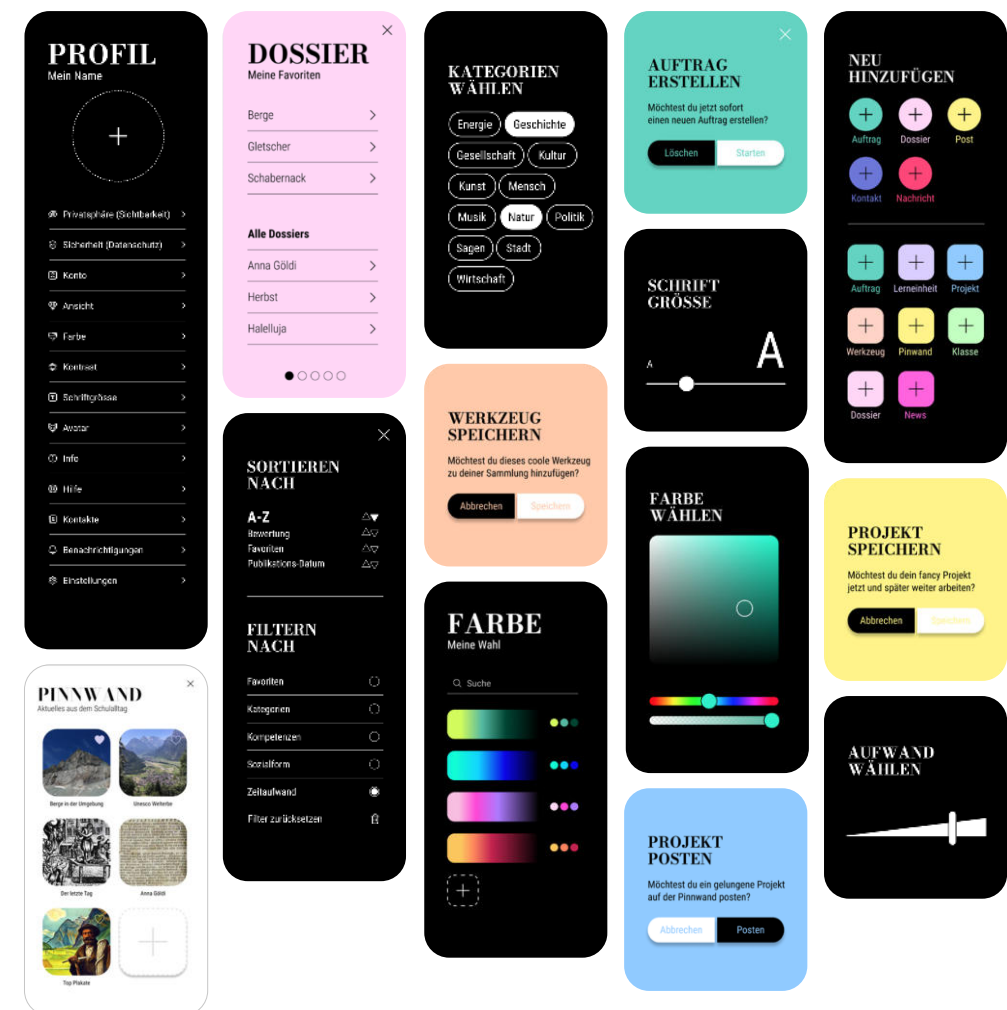 PROFIL
Mein Name
Privatsphäre (Sichtbarkeit)
Sicherheit (Datenschutz)
Konto
Ansicht
Farbe
Kontrast
Schriftgrösse
Avatar
Info
Hilfe
Kontakte
Benachrichtigungen
Einstellungen
PINNWAND
Aktuelles aus dem Schulalltag
Berge in der Umgebung
Unesco Welterbe
Der letzte Tag
Anna Göldi
Top Plakate
DOSSIER
Meine Favoriten
Berge
Gletscher
Schabernack
Alle Dossiers
Anna Göldi
Herbst
Halelluja
SORTIEREN
NACH
A-Z
Bewertung
Favoriten
Publikations-Datum
FILTERN
NACH
Favoriten
Kategorien
Kompetenzen
Sozialform
Zeitaufwand
Filter zurücksetzen
KATEGORIEN
WÄHLEN
Energie Geschichte
Gesellschaft Kultur
Kunst Mensch
Musik Natur Politik
Sagen Stadt
Wirtschaft
WERKZEUG
SPEICHERN
Möchtest du dieses coole Werkzeug
zu deiner Sammlung hinzufügen?
Abbrechen Speichern
FARBE
Meine Wahl
Suche
AUFTRAG
ERSTELLEN
Möchtest du jetzt sofort
einen neuen Auftrag erstellen?
Löschen Starten
SCHRIFT
GRÖSSE
A A
FARBE
WÄHLEN
PROJEKT
POSTEN
Möchtest du ein gelungene Projekt
auf der Pinnwand posten?
Abbrechen Posten
NEU
HINZUFÜGEN
Auftrag Dossier Post
Kontakt Nachricht
Auftrag Lerneinheit Projekt
Werkzeug Pinwand Klasse
Dossier News
PROJEKT
SPEICHERN
Möchtest du dein fancy Projekt
jetzt und später weiter arbeiten?
Abbrechen Speichern
AUFWAND
WÄHLEN